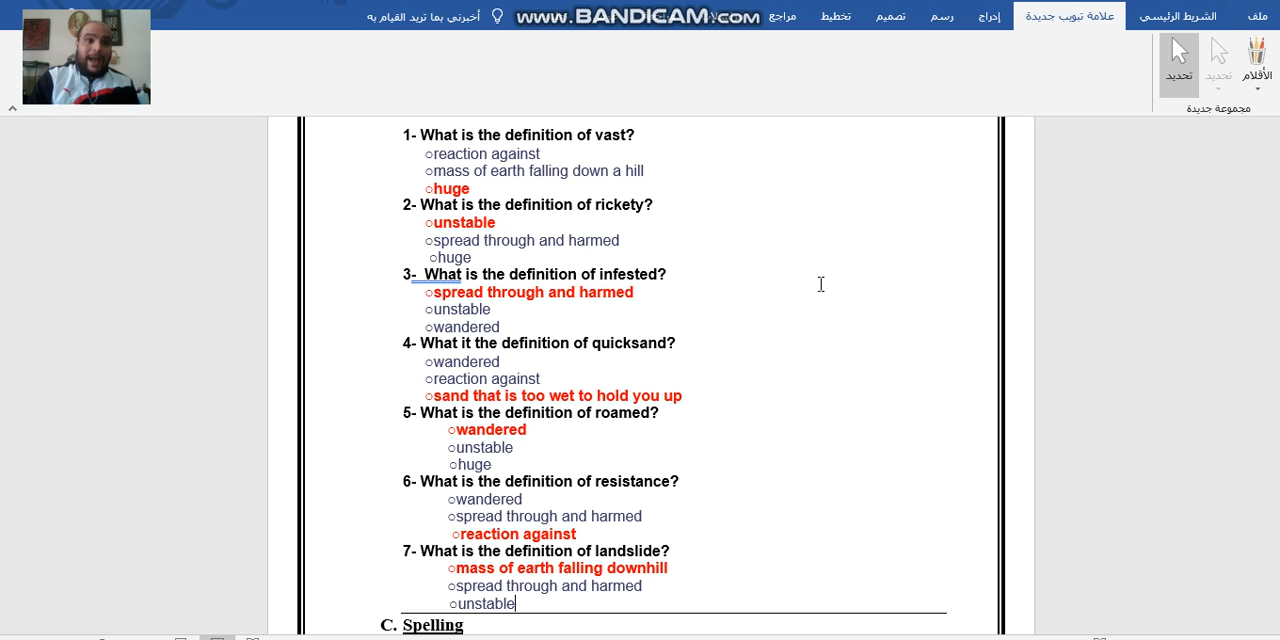 ملف
الشريط الرئيسي
علامة تبويب جديدة
إدراج
رسم
تصميم
تخطيط
مراجع
www.BANDICAM.com
أخبرني بما تريد القيام به
الأقلام
تحديد
تحديد
مجموعة جديدة
1- What is the definition of vast?
○reaction against
○mass of earth falling down a hill
○huge
2- What is the definition of rickety?
○unstable
○spread through and harmed
○huge
3- What is the definition of infested?
○spread through and harmed
○unstable
○wandered
4- What it the definition of quicksand?
○wandered
○reaction against
○sand that is too wet to hold you up
5- What is the definition of roamed?
○wandered
○unstable
○huge
6- What is the definition of resistance?
○wandered
○spread through and harmed
○reaction against
7- What is the definition of landslide?
○mass of earth falling downhill
○spread through and harmed
○unstable
C. Spelling